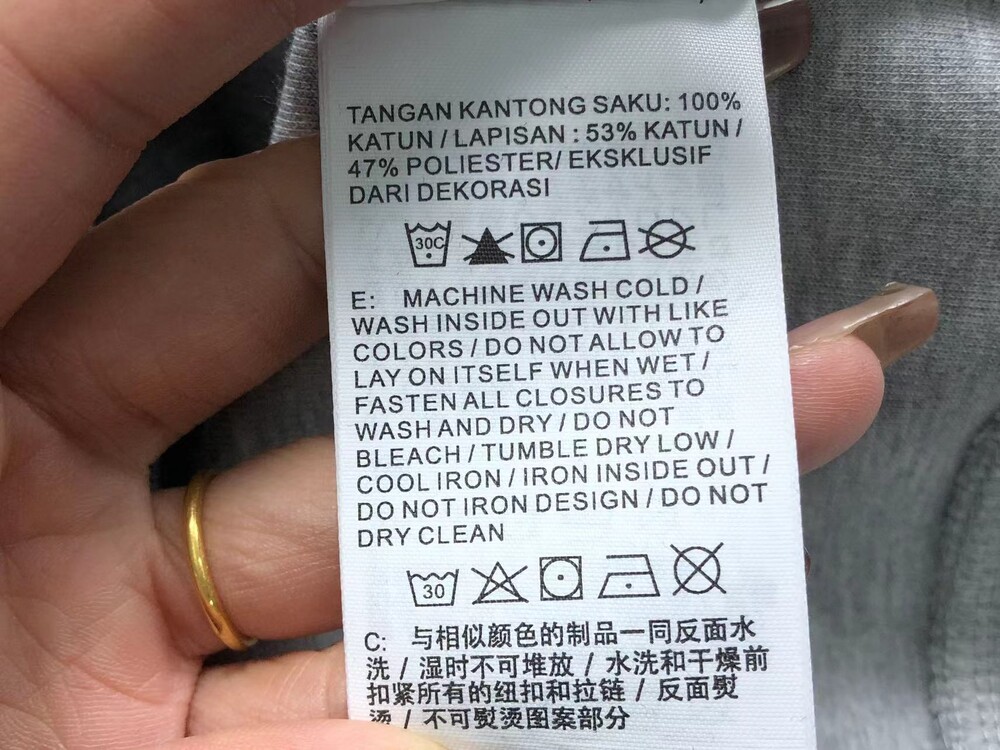 TANGAN KANTONG SAKU: 100%
KATUN / LAPISAN : 53% KATUN /
47% POLIESTER/ EKSKLUSIF
DARI DEKORASI
30C
E: MACHINE WASH COLD /
WASH INSIDE OUT WITH LIKE
COLORS / DO NOT ALLOW TO
LAY ON ITSELF WHEN WET /
FASTEN ALL CLOSURES TO
WASH AND DRY / DO NOT
BLEACH / TUMBLE DRY LOW /
COOL IRON / IRON INSIDE OUT /
DO NOT IRON DESIGN / DO NOT
DRY CLEAN
30
C: 与相似颜色的制品一同反面水
洗 / 湿时不可堆放 / 水洗和干燥前
扣紧所有的纽扣和拉链 / 反面熨
烫 / 不可熨烫图案部分